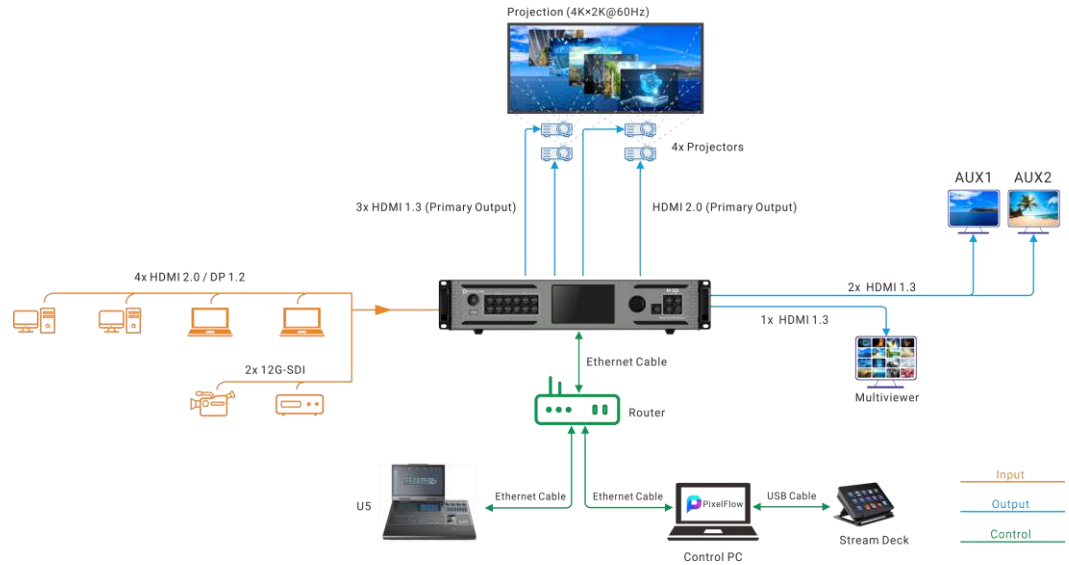 Projection (4K×2K@60Hz)
4x Projectors
3x HDMI 1.3 (Primary Output)
HDMI 2.0 (Primary Output)
AUX1
AUX2
4x HDMI 2.0 / DP 1.2
2x HDMI 1.3
1x HDMI 1.3
2x 12G-SDI
Ethernet Cable
Multiviewer
Router
U5
Ethernet Cable
Ethernet Cable
PixelFlow
USB Cable
Control PC
Stream Deck
Input
Output
Control